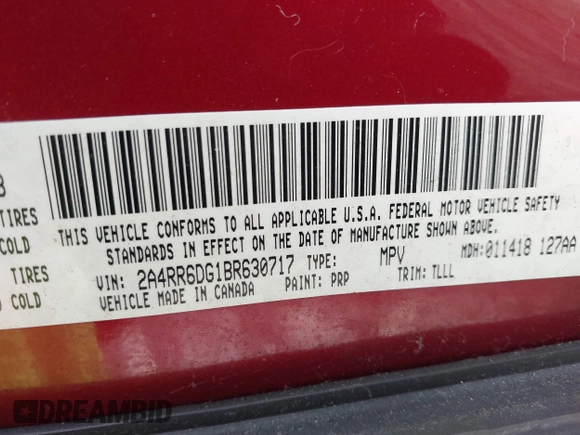 B
TIRES
COLD
TIRES
COLD
THIS VEHICLE CONFORMS TO ALL APPLICABLE U.S.A. FEDERAL MOTOR VEHICLE SAFETY
STANDARDS IN EFFECT ON THE DATE OF MANUFACTURE SHOWN ABOVE.
MDH:011418 127AA
VIN: 2A4RR6DG1BR630717 TYPE: MPV
VEHICLE MADE IN CANADA PAINT: PRP TRIM: TLLL
DREAMBID